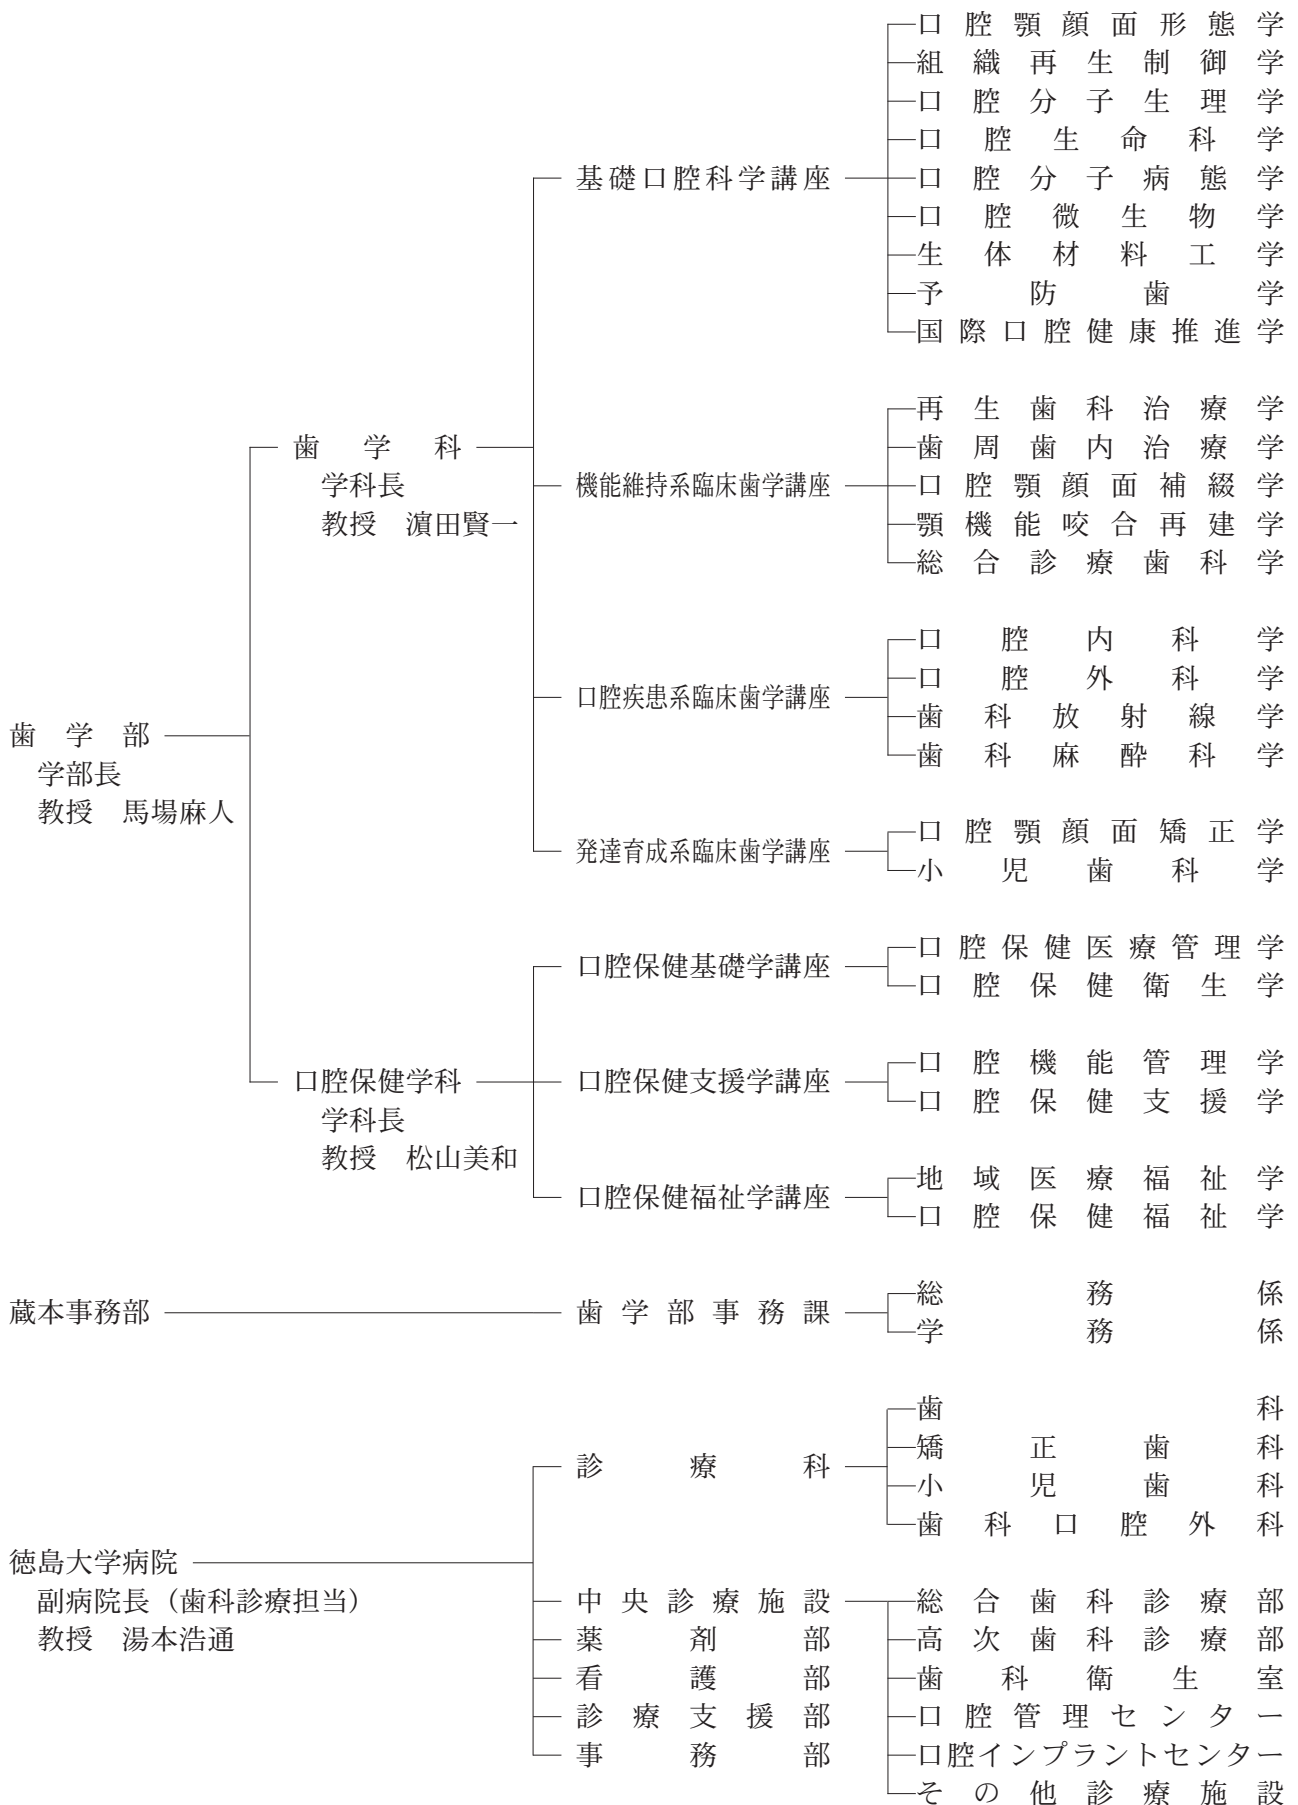 歯学部
学部長
教授　馬場麻人
歯学科
学科長
教授　濵田賢一
基礎口腔科学講座
口腔顎顔面形態学
組織再生制御学
口腔分子生理学
口腔生命科学
口腔分子病態学
口腔微生物学
生体材料工学
予防歯学
国際口腔健康推進学
機能維持系臨床歯学講座
再生歯科治療学
歯周歯内治療学
口腔顎顔面補綴学
顎機能咬合再建学
総合診療歯科学
口腔疾患系臨床歯学講座
口腔内科学
口腔外科学
歯科放射線学
歯科麻酔科学
発達育成系臨床歯学講座
口腔顎顔面矯正学
小児歯科学
口腔保健学科
学科長
教授　松山美和
口腔保健基礎学講座
口腔保健医療管理学
口腔保健衛生学
口腔保健支援学講座
口腔機能管理学
口腔保健支援学
口腔保健福祉学講座
地域医療福祉学
口腔保健福祉学
蔵本事務部
歯学部事務課
総務係
学務係
徳島大学病院
副病院長（歯科診療担当）
教授　湯本浩通
診療科
歯科
矯正歯科
小児歯科
歯科口腔外科
中央診療施設
総合歯科診療部
高次歯科診療部
歯科衛生室
口腔管理センター
口腔インプラントセンター
その他診療施設
薬剤部
看護部
診療支援部
事務部